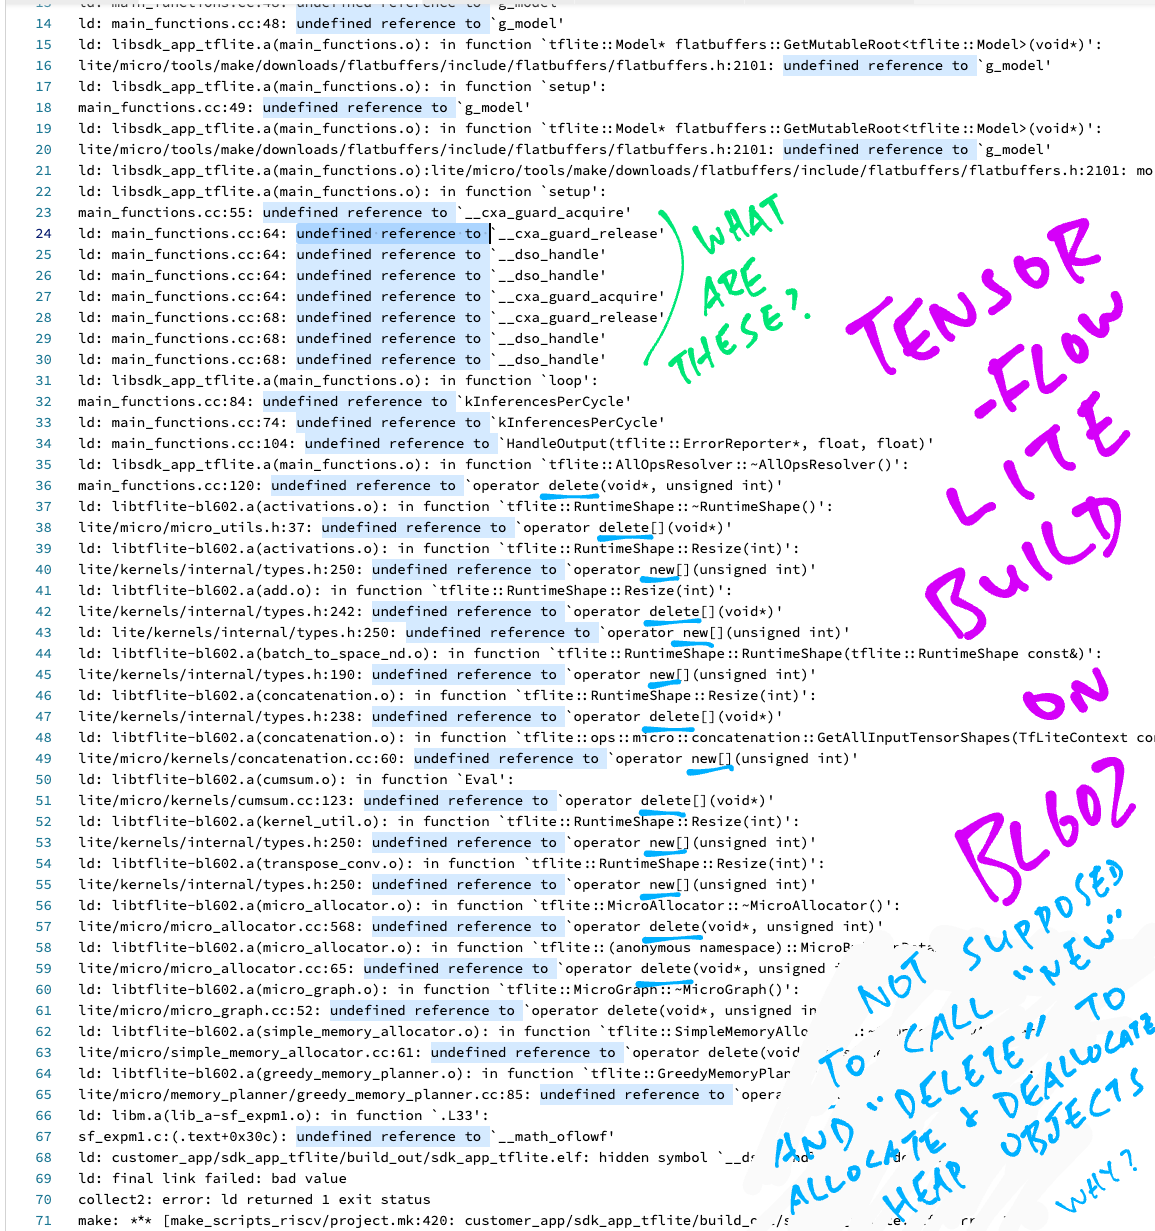 14 ld: main_functions.cc:48: undefined reference to `g_model'
15 ld: libsdk_app_tflite.a(main_functions.o): in function `tflite::Model* flatbuffers::GetMutableRoot<tflite::Model>(void*)':
16 lite/micro/tools/make/downloads/flatbuffers/include/flatbuffers/flatbuffers.h:2101: undefined reference to `g_model'
17 ld: libsdk_app_tflite.a(main_functions.o): in function `setup':
18 main_functions.cc:49: undefined reference to `g_model'
19 ld: libsdk_app_tflite.a(main_functions.o): in function `tflite::Model* flatbuffers::GetMutableRoot<tflite::Model>(void*)':
20 lite/micro/tools/make/downloads/flatbuffers/include/flatbuffers/flatbuffers.h:2101: undefined reference to `g_model'
21 ld: libsdk_app_tflite.a(main_functions.o):lite/micro/tools/make/downloads/flatbuffers/include/flatbuffers/flatbuffers.h:2101: mo
22 ld: libsdk_app_tflite.a(main_functions.o): in function `setup':
23 main_functions.cc:55: undefined reference to `__cxa_guard_acquire'
24 ld: main_functions.cc:64: undefined reference to `__cxa_guard_release'
25 ld: main_functions.cc:64: undefined reference to `__dso_handle'
26 ld: main_functions.cc:64: undefined reference to `__dso_handle'
27 ld: main_functions.cc:64: undefined reference to `__cxa_guard_acquire'
28 ld: main_functions.cc:68: undefined reference to `__cxa_guard_release'
29 ld: main_functions.cc:68: undefined reference to `__dso_handle'
30 ld: main_functions.cc:68: undefined reference to `__dso_handle'
31 ld: libsdk_app_tflite.a(main_functions.o): in function `loop':
32 main_functions.cc:84: undefined reference to `kInferencesPerCycle'
33 ld: main_functions.cc:74: undefined reference to `kInferencesPerCycle'
34 ld: main_functions.cc:104: undefined reference to `HandleOutput(tflite::ErrorReporter*, float, float)'
35 ld: libsdk_app_tflite.a(main_functions.o): in function `tflite::AllOpsResolver::~AllOpsResolver()':
36 main_functions.cc:120: undefined reference to `operator delete(void*, unsigned int)'
37 ld: libtflite-bl602.a(activations.o): in function `tflite::RuntimeShape::~RuntimeShape()':
38 lite/micro/micro_utils.h:37: undefined reference to `operator delete[](void*)'
39 ld: libtflite-bl602.a(activations.o): in function `tflite::RuntimeShape::Resize(int)':
40 lite/kernels/internal/types.h:250: undefined reference to `operator new[](unsigned int)'
41 ld: libtflite-bl602.a(add.o): in function `tflite::RuntimeShape::Resize(int)':
42 lite/kernels/internal/types.h:242: undefined reference to `operator delete[](void*)'
43 ld: lite/kernels/internal/types.h:250: undefined reference to `operator new[](unsigned int)'
44 ld: libtflite-bl602.a(batch_to_space_nd.o): in function `tflite::RuntimeShape::RuntimeShape(tflite::RuntimeShape const&)':
45 lite/kernels/internal/types.h:190: undefined reference to `operator new[](unsigned int)'
46 ld: libtflite-bl602.a(concatenation.o): in function `tflite::RuntimeShape::Resize(int)':
47 lite/kernels/internal/types.h:238: undefined reference to `operator delete[](void*)'
48 ld: libtflite-bl602.a(concatenation.o): in function `tflite::ops::micro::concatenation::GetAllInputTensorShapes(TfLiteContext co
49 lite/micro/kernels/concatenation.cc:60: undefined reference to `operator new[](unsigned int)'
50 ld: libtflite-bl602.a(cumsum.o): in function `Eval':
51 lite/micro/kernels/cumsum.cc:123: undefined reference to `operator delete[](void*)'
52 ld: libtflite-bl602.a(kernel_util.o): in function `tflite::RuntimeShape::Resize(int)':
53 lite/kernels/internal/types.h:250: undefined reference to `operator new[](unsigned int)'
54 ld: libtflite-bl602.a(transpose_conv.o): in function `tflite::RuntimeShape::Resize(int)':
55 lite/kernels/internal/types.h:250: undefined reference to `operator new[](unsigned int)'
56 ld: libtflite-bl602.a(micro_allocator.o): in function `tflite::MicroAllocator::~MicroAllocator()':
57 lite/micro/micro_allocator.cc:568: undefined reference to `operator delete(void*, unsigned int)'
58 ld: libtflite-bl602.a(micro_allocator.o): in function `tflite::(anonymous namespace)::
59 lite/micro/micro_allocator.cc:65: undefined reference to `operator delete(void*, unsigned
60 ld: libtflite-bl602.a(micro_graph.o): in function `tflite::MicroGraph::~MicroGraph()':
61 lite/micro/micro_graph.cc:52: undefined reference to `operator delete(void*, unsigned in
62 ld: libtflite-bl602.a(simple_memory_allocator.o): in function `tflite::SimpleMemoryAllo
63 lite/micro/simple_memory_allocator.cc:61: undefined reference to `operator delete(void
64 ld: libtflite-bl602.a(greedy_memory_planner.o): in function `tflite::GreedyMemoryPlan
65 lite/micro/memory_planner/greedy_memory_planner.cc:85: undefined reference to `opera
66 ld: libm.a(lib_a-sf_expm1.o): in function `.L33':
67 sf_expm1.c:(.text+0x30c): undefined reference to `__math_oflowf'
68 ld: customer_app/sdk_app_tflite/build_out/sdk_app_tflite.elf: hidden symbol
69 ld: final link failed: bad value
70 collect2: error: ld returned 1 exit status
71 make: *** [make_scripts_riscv/project.mk:420: customer_app/sdk_app_tflite/build_
WHAT
ARE
THESE?
TENSOR
-FLOW
LITE
BUILD
ON
BL602
NOT SUPPOSED
TO CALL "NEW"
AND "DELETE" TO
ALLOCATE & DEALLOCATE
HEAP OBJECTS
WHY?